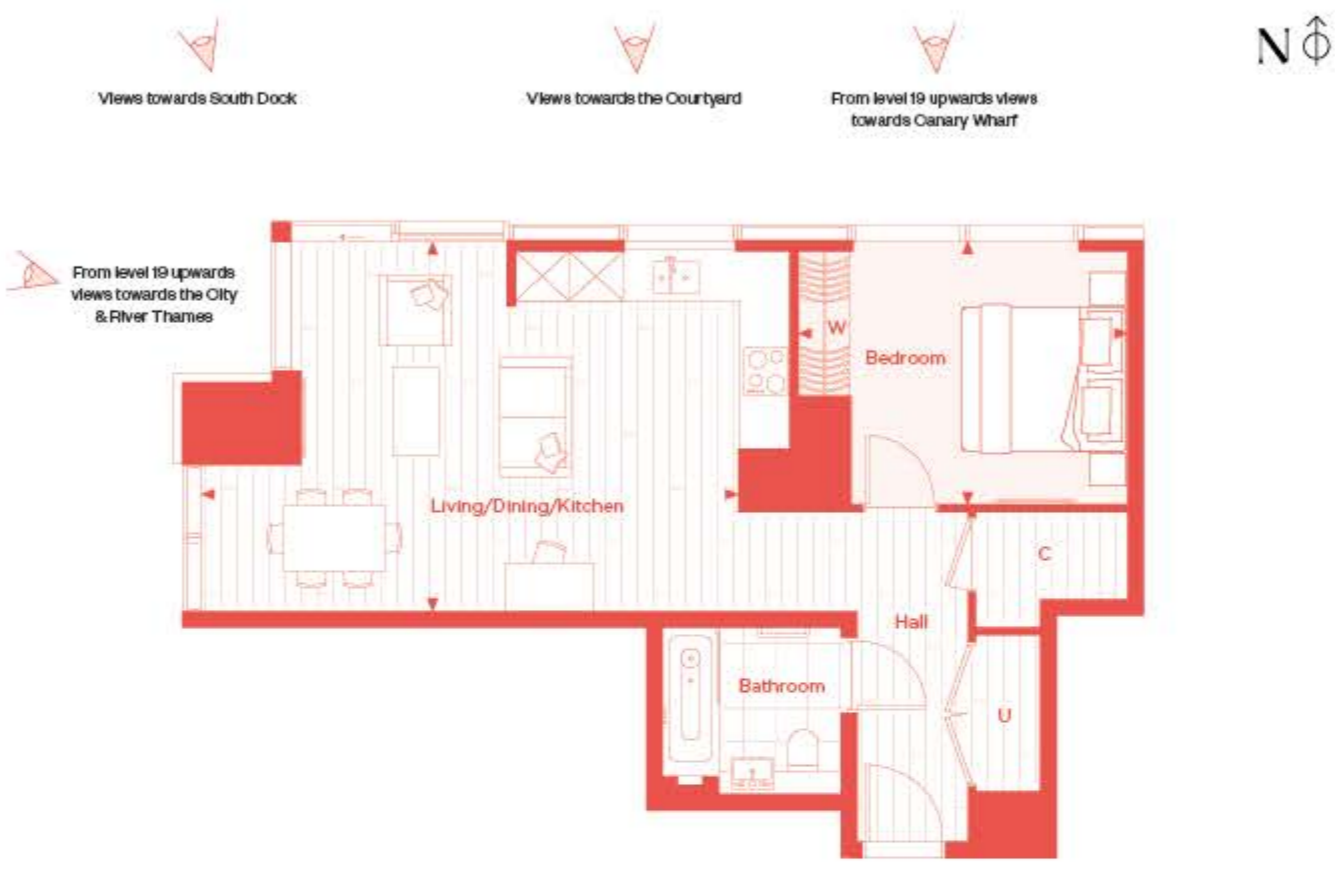 N
Views towards South Dock
Views towards the Courtyard
From level 19 upwards views
towards Canary Wharf
From level 19 upwards
views towards the City
& River Thames
W
Bedroom
Living/Dining/Kitchen
C
Hall
Bathroom
U